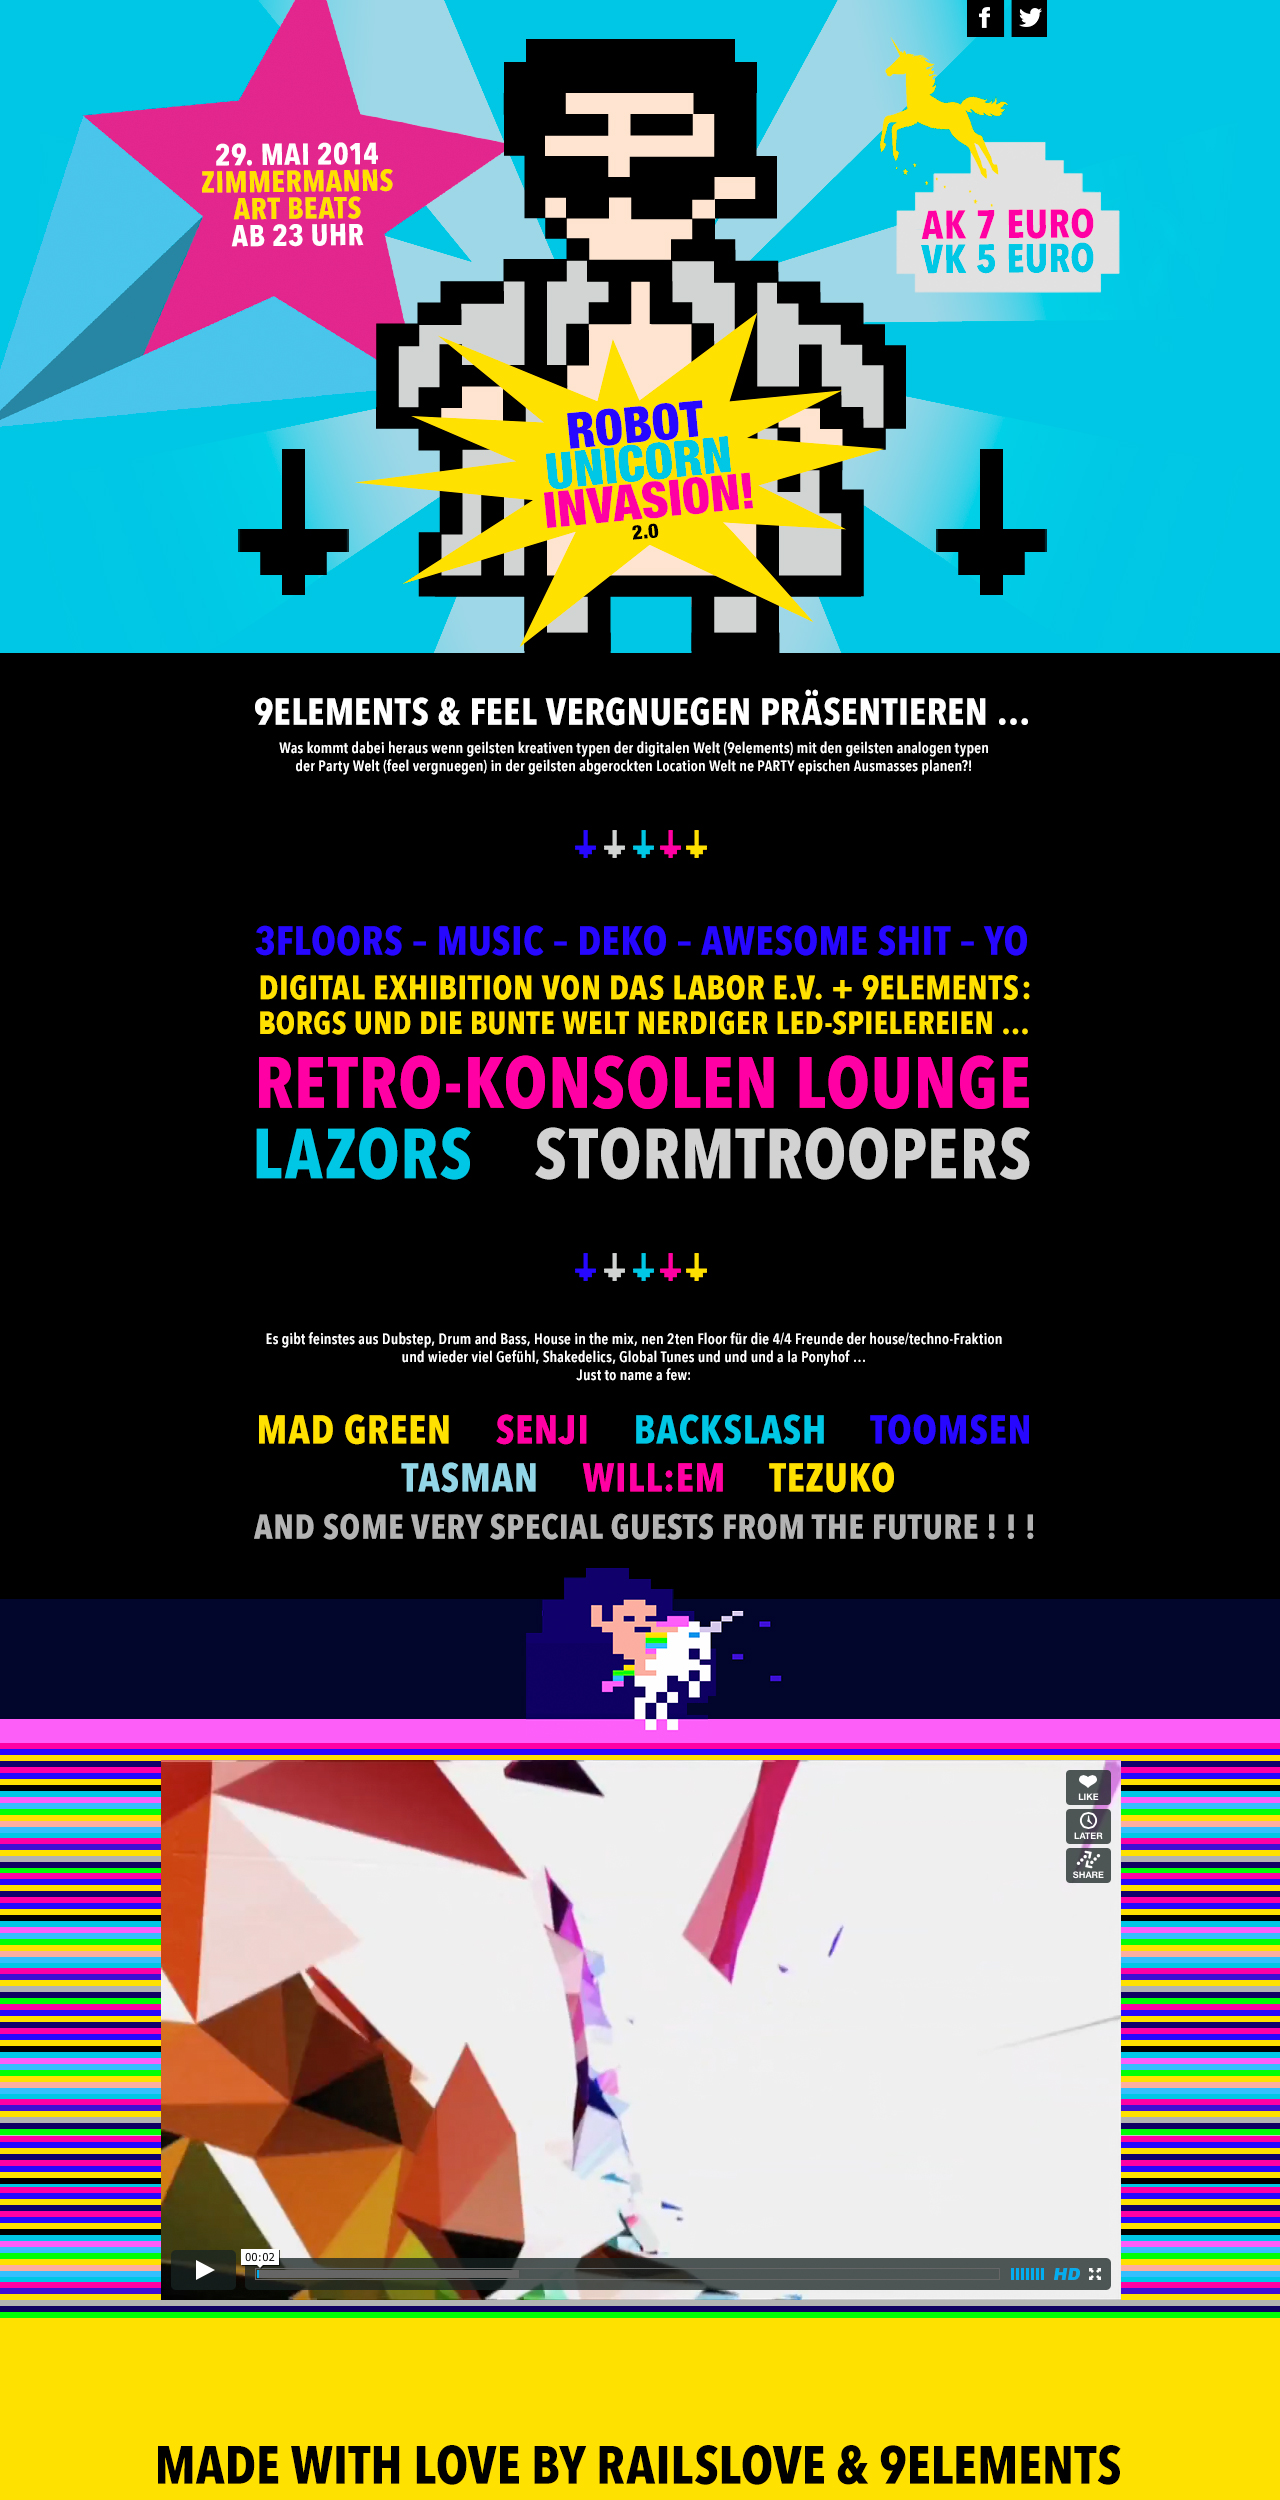 29. MAI 2014
ZIMMERMANNS
ART BEATS
AB 23 UHR
AK 7 EURO
VK 5 EURO
ROBOT
UNICORN
INVASION!
2.0
9ELEMENTS & FEEL VERGNUEGEN PRÄSENTIEREN ...
Was kommt dabei heraus wenn geilsten kreativen typen der digitalen Welt (9elements) mit den geilsten analogen typen
der Party Welt (feel vergnuegen) in der geilsten abgerockten Location Welt ne PARTY epischen Ausmasses planen?!
3FLOORS – MUSIC – DEKO – AWESOME SHIT – YO
DIGITAL EXHIBITION VON DAS LABOR E.V. + 9ELEMENTS:
BORGS UND DIE BUNTE WELT NERDIGER LED-SPIELEREIEN ...
RETRO-KONSOLEN LOUNGE
LAZORS STORMTROOPERS
Es gibt feinstes aus Dubstep, Drum and Bass, House in the mix, nen 2ten Floor für die 4/4 Freunde der house/techno-Fraktion
und wieder viel Gefühl, Shakedelics, Global Tunes und und und a la Ponyhof ...
Just to name a few:
MAD GREEN SENJI BACKSLASH TOOMSEN
TASMAN WILL:EM TEZUKO
AND SOME VERY SPECIAL GUESTS FROM THE FUTURE ! ! !
LIKE
LATER
SHARE
00:02
HD
MADE WITH LOVE BY RAILSLOVE & 9ELEMENTS